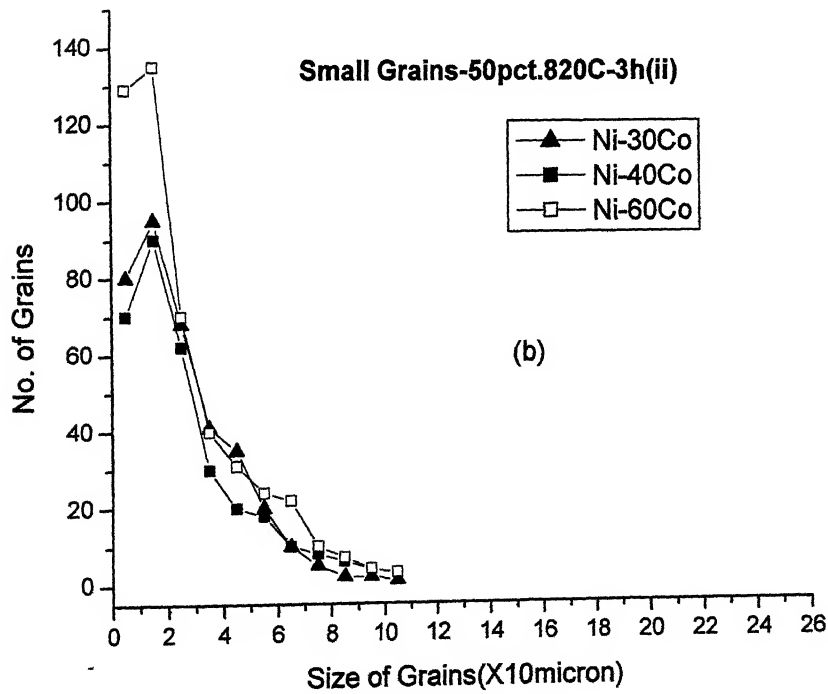 Small Grains-50pct.820C-3h(ii)
Ni-30Co
Ni-40Co
Ni-60Co
(b)
No. of Grains
140
120
100
80
60
40
20
0
0 2 4 6 8 10 12 14 16 18 20 22 24 26
Size of Grains(X10micron)